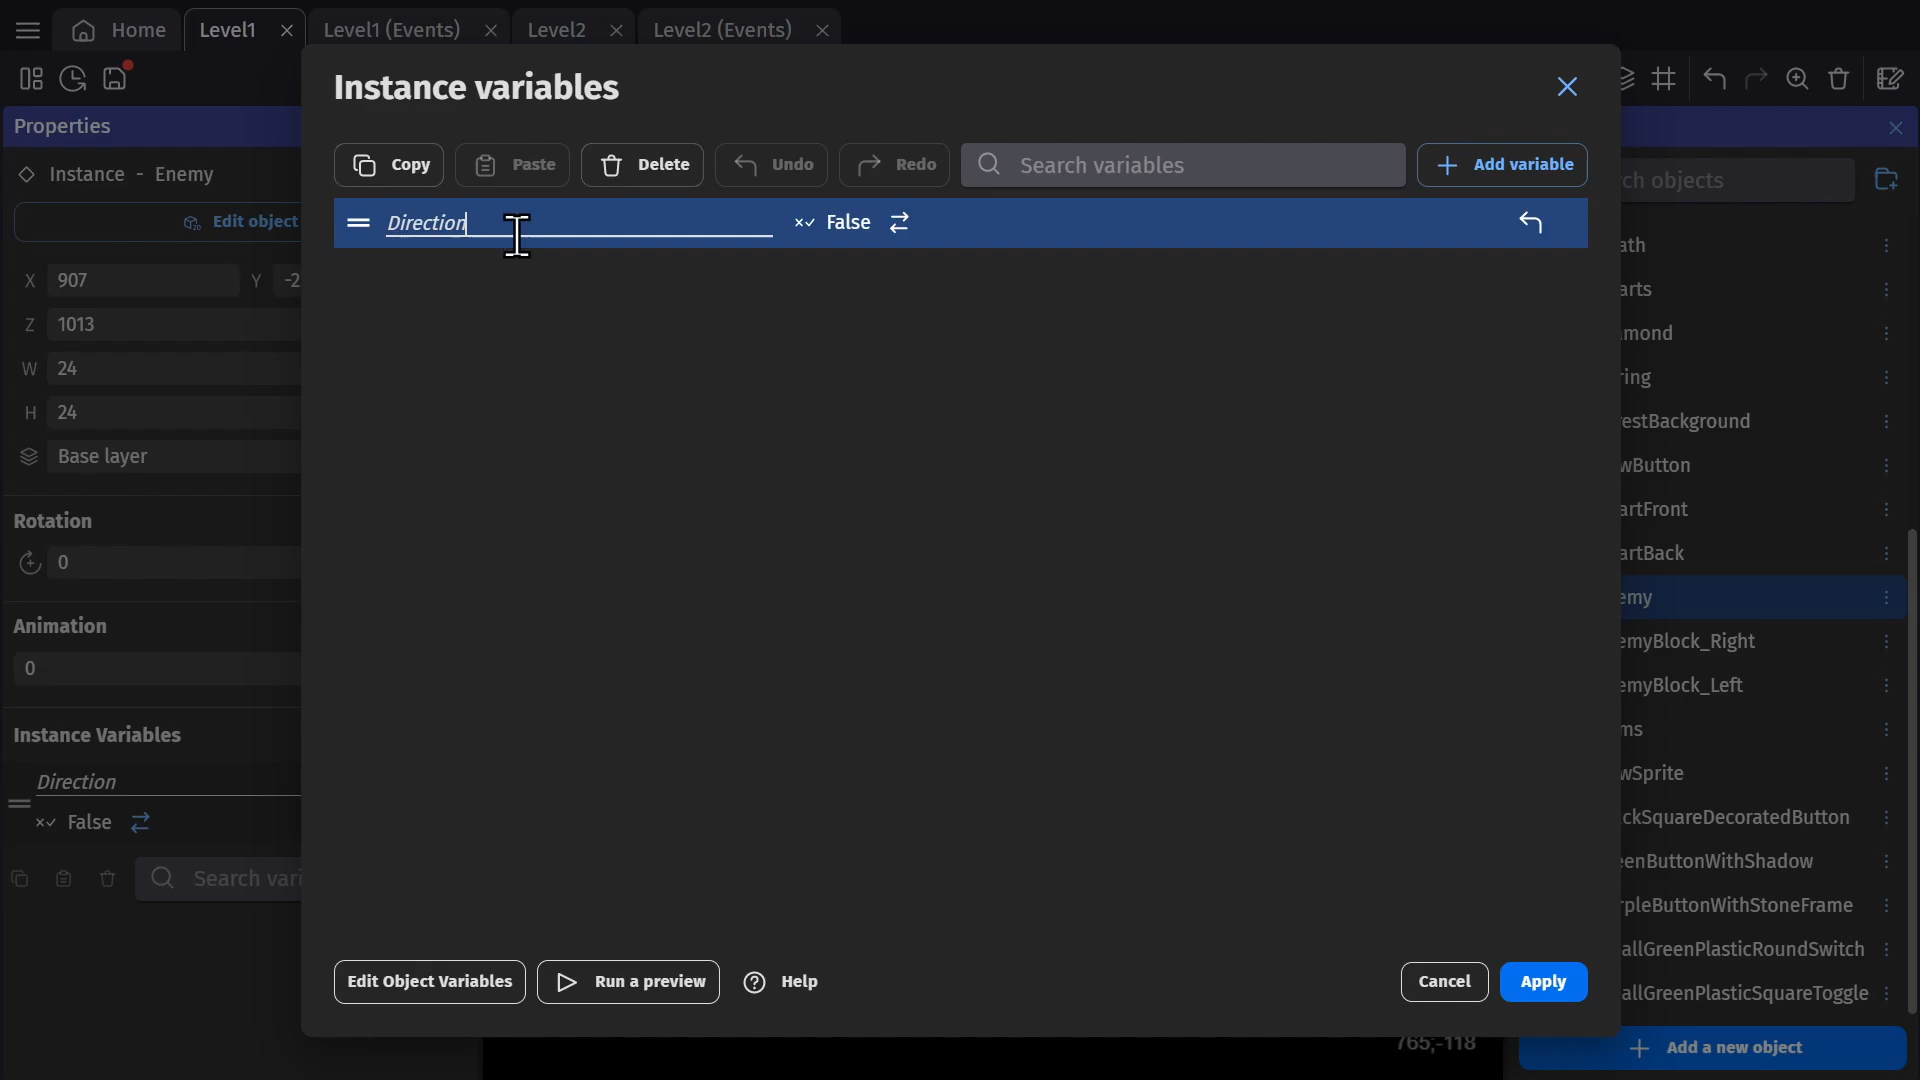 Home
Level1
Level1 (Events)
Level2
Level2 (Events)
Instance variables
Properties
Copy
Paste
Delete
Undo
Redo
Search variables
Add variable
Instance - Enemy
ch objects
Direction
False
Edit object
X 907 Y -2
Z 1013
W 24
H 24
Base layer
Rotation
0
Animation
0
Instance Variables
Direction
False
Search vari
ath
arts
mond
ring
restBackground
wButton
artFront
artBack
emy
emyBlock_Right
emyBlock_Left
ms
wSprite
ckSquareDecoratedButton
eenButtonWithShadow
rpleButtonWithStoneFrame
allGreenPlasticRoundSwitch
allGreenPlasticSquareToggle
Edit Object Variables
Run a preview
Help
Cancel
Apply
765;-118
Add a new object